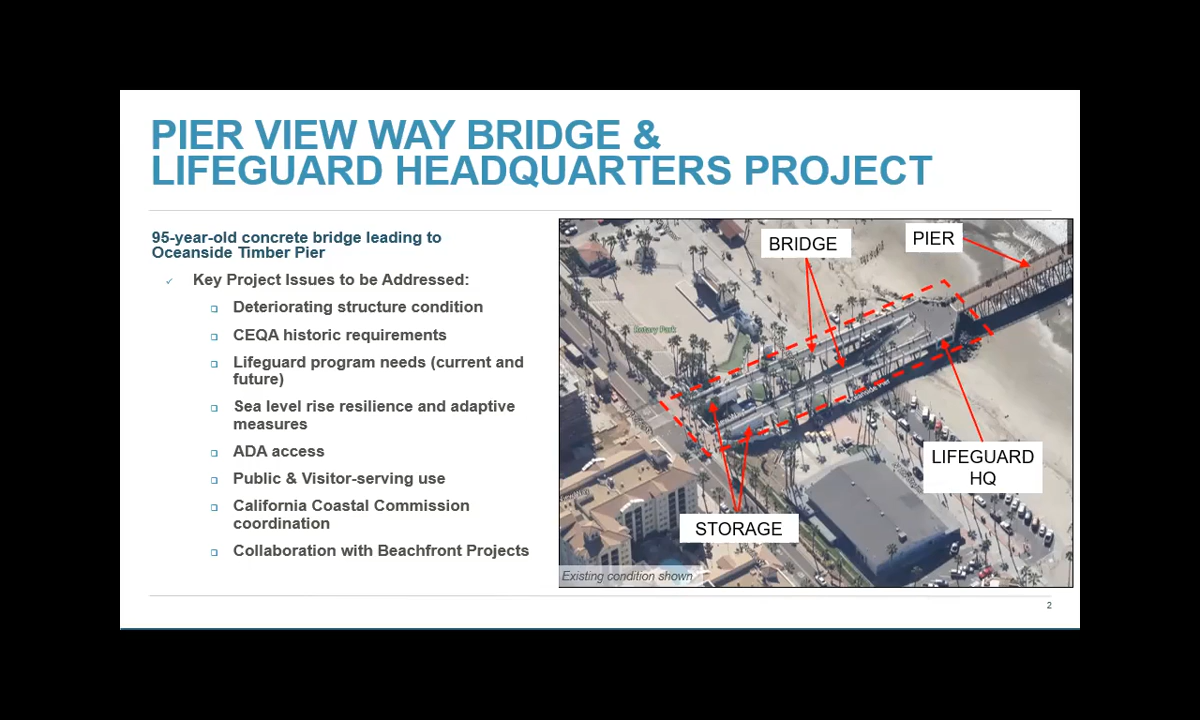 PIER VIEW WAY BRIDGE &
LIFEGUARD HEADQUARTERS PROJECT
95-year-old concrete bridge leading to
Oceanside Timber Pier
Key Project Issues to be Addressed:
Deteriorating structure condition
CEQA historic requirements
Lifeguard program needs (current and
future)
Sea level rise resilience and adaptive
measures
ADA access
Public & Visitor-serving use
California Coastal Commission
coordination
Collaboration with Beachfront Projects
BRIDGE
PIER
Rotary Park
Oceanside Pier
LIFEGUARD
HQ
STORAGE
Existing condition shown
2